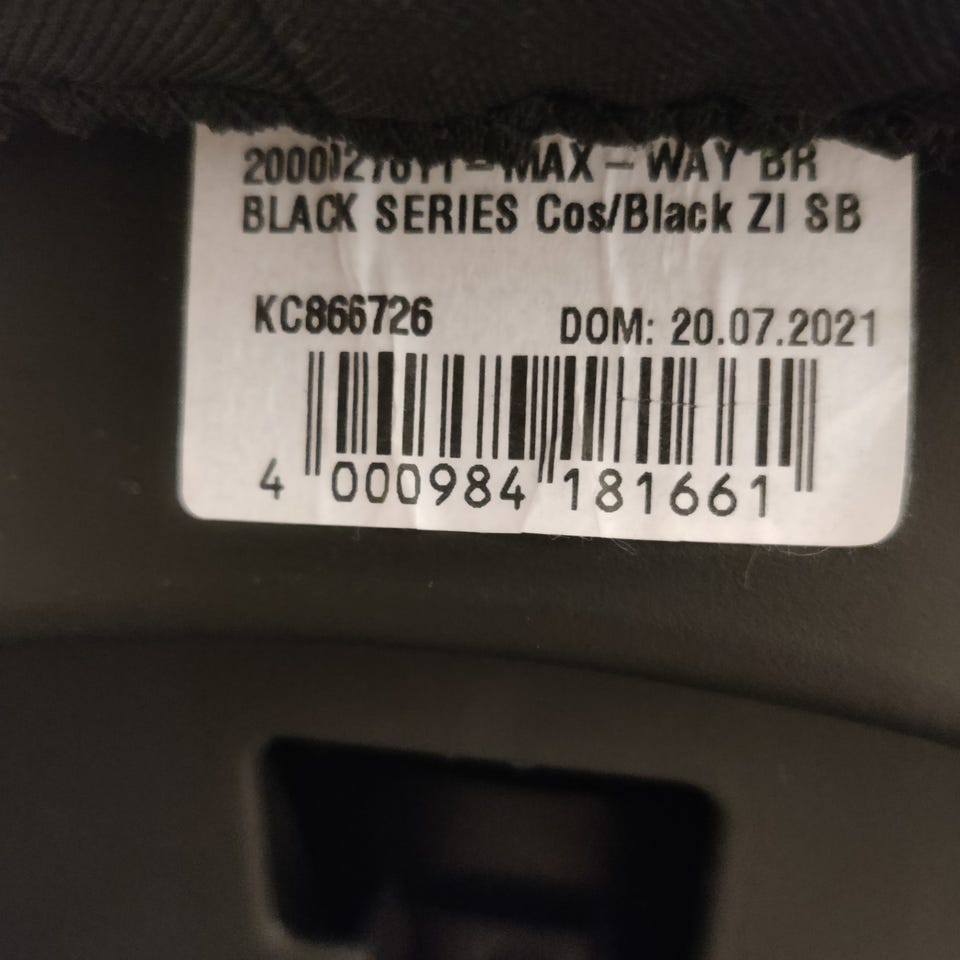 - MAX - WAY BR
BLACK SERIES Cos/Black ZI SB
KC866726 DOM: 20.07.2021
4 000984 181661